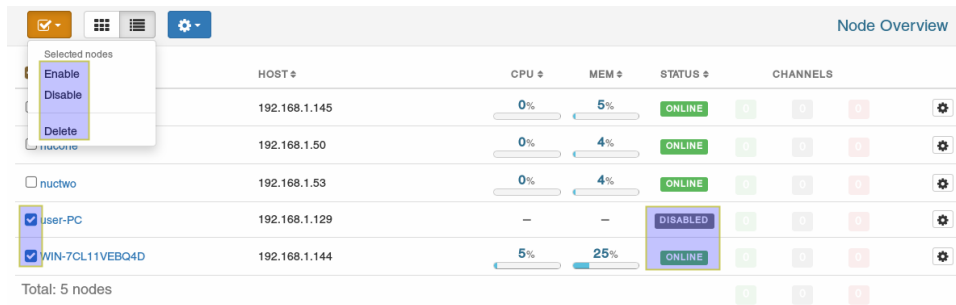 Node Overview
Selected nodes
Enable
Disable
Delete
HOST CPU MEM STATUS CHANNELS
192.168.1.145 0% 5% ONLINE 0 0 0
nucone 192.168.1.50 0% 4% ONLINE 0 0 0
nuctwo 192.168.1.53 0% 4% ONLINE 0 0 0
user-PC 192.168.1.129 – – DISABLED 0 0 0
WIN-7CL11VEBQ4D 192.168.1.144 5% 25% ONLINE 0 0 0
Total: 5 nodes 0 0 0